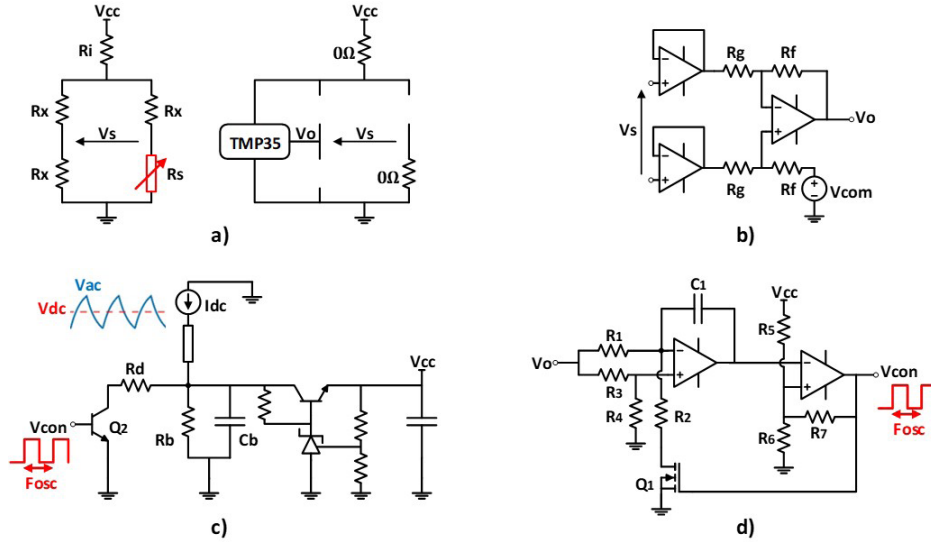 Vcc
Ri
Rx
Rx
Vs
Rx
Rs
Vcc
0Ω
TMP35
Vo
Vs
0Ω
a)
Rg
Rf
Vs
Vo
Rg
Rf
Vcom
b)
Vac
Vdc
Idc
Rd
Vcc
Vcon
Q2
Rb
Cb
Fosc
c)
C1
Vcc
R5
R1
Vo
Vcon
R3
R4
R2
R6
R7
Fosc
Q1
d)